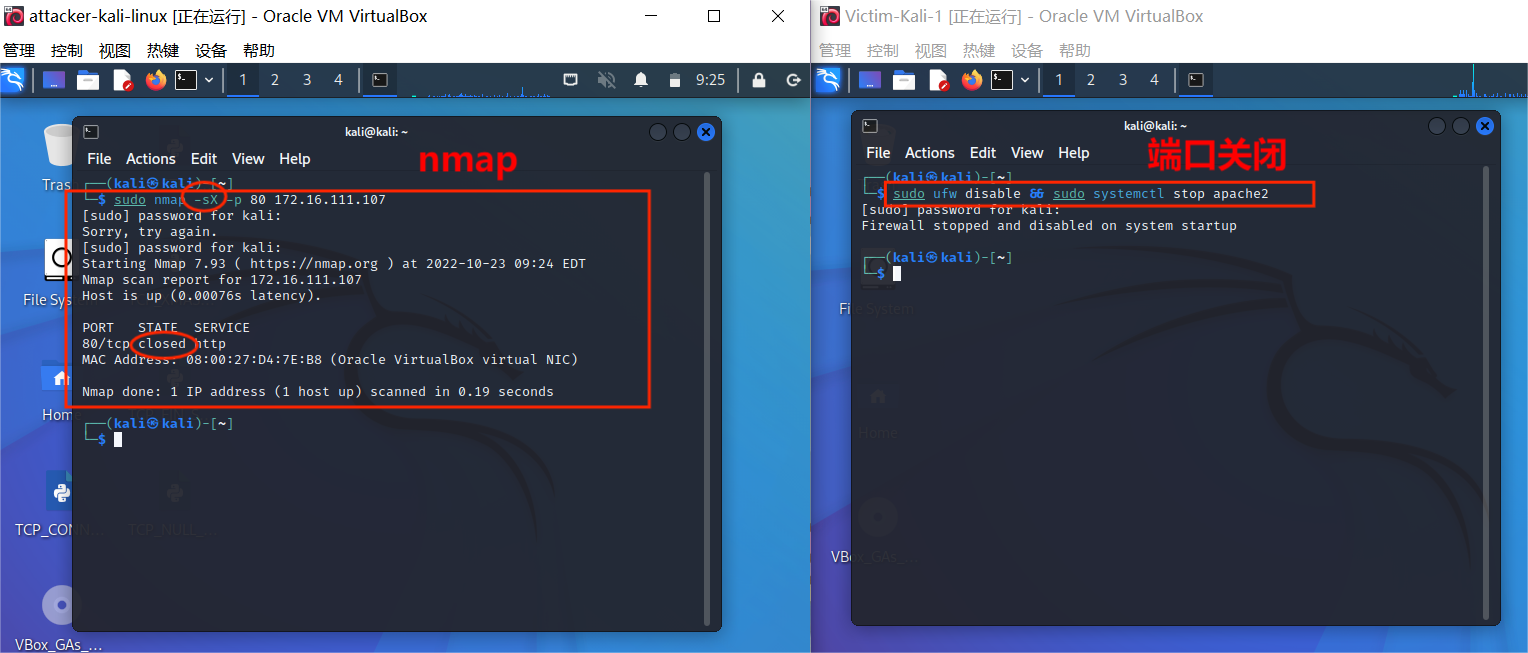 attacker-kali-linux [正在运行] - Oracle VM VirtualBox
管理 控制 视图 热键 设备 帮助
1 2 3 4 9:25
kali@kali: ~
File Actions Edit View Help
nmap
┌──(kali㉿kali)-[~]
└─$ sudo nmap -sX -p 80 172.16.111.107
[sudo] password for kali:
Sorry, try again.
[sudo] password for kali:
Starting Nmap 7.93 ( https://nmap.org ) at 2022-10-23 09:24 EDT
Nmap scan report for 172.16.111.107
Host is up (0.00076s latency).
PORT STATE SERVICE
80/tcp closed http
MAC Address: 08:00:27:D4:7E:B8 (Oracle VirtualBox virtual NIC)
Nmap done: 1 IP address (1 host up) scanned in 0.19 seconds
┌──(kali㉿kali)-[~]
└─$
Tras
File Sys
Home
TCP_CONN...
TCP_NULL_...
VBox_GAs_...
Victim-Kali-1 [正在运行] - Oracle VM VirtualBox
管理 控制 视图 热键 设备 帮助
1 2 3 4
kali@kali: ~
File Actions Edit View Help
端口关闭
┌──(kali㉿kali)-[~]
└─$ sudo ufw disable && sudo systemctl stop apache2
[sudo] password for kali:
Firewall stopped and disabled on system startup
┌──(kali㉿kali)-[~]
└─$
File System
Home
VBox_GAs_...